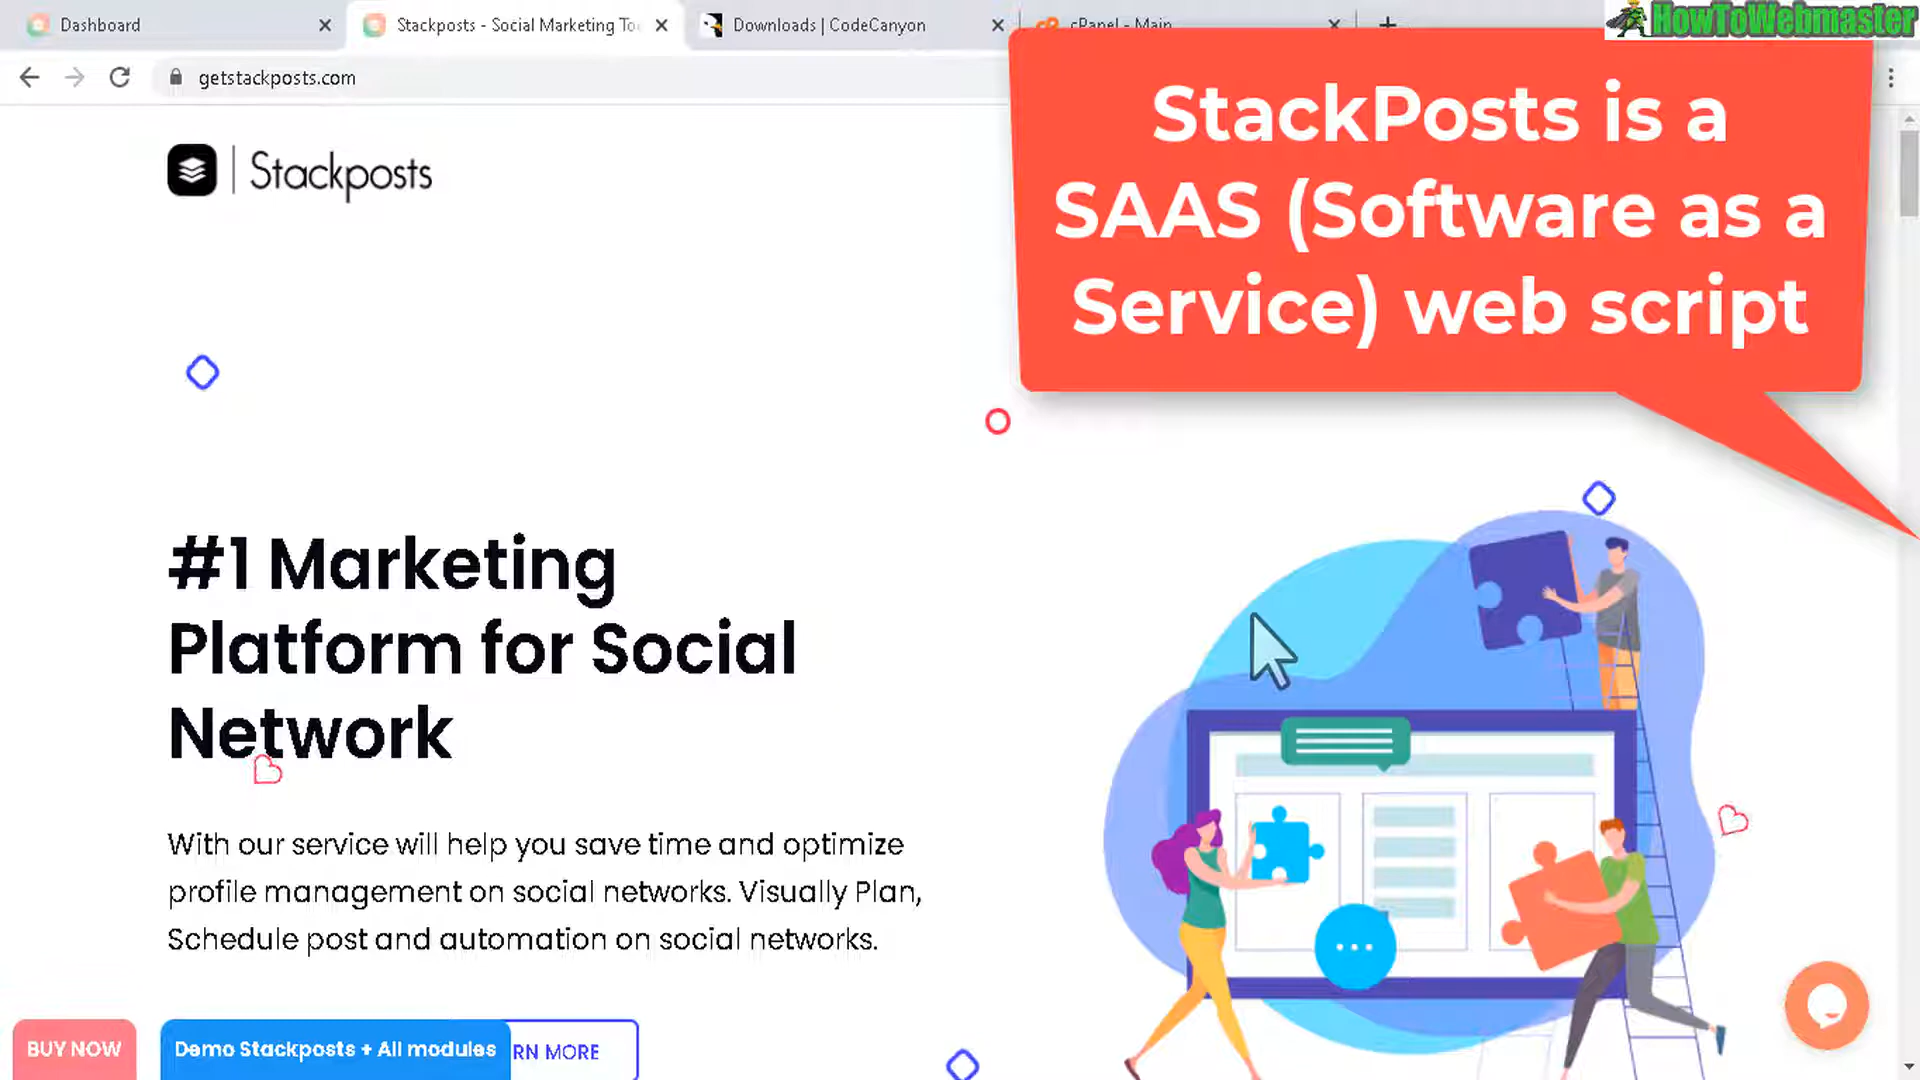 Dashboard
Stackposts - Social Marketing To
Downloads | CodeCanyon
cPanel - Main
HowToWebmaster
getstackposts.com
StackPosts is a
SAAS (Software as a
Service) web script
Stackposts
#1 Marketing
Platform for Social
Network
With our service will help you save time and optimize
profile management on social networks. Visually Plan,
Schedule post and automation on social networks.
BUY NOW
Demo Stackposts + All modules
RN MORE